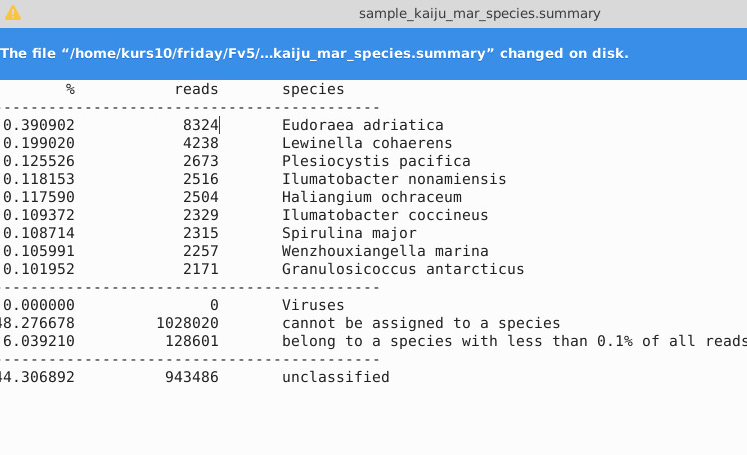 sample_kaiju_mar_species.summary
The file “/home/kurs10/friday/Fv5/…kaiju_mar_species.summary” changed on disk.
% reads species
-------------------------------------------
0.390902 8324 Eudoraea adriatica
0.199020 4238 Lewinella cohaerens
0.125526 2673 Plesiocystis pacifica
0.118153 2516 Ilumatobacter nonamiensis
0.117590 2504 Haliangium ochraceum
0.109372 2329 Ilumatobacter coccineus
0.108714 2315 Spirulina major
0.105991 2257 Wenzhouxiangella marina
0.101952 2171 Granulosicoccus antarcticus
-------------------------------------------
0.000000 0 Viruses
48.276678 1028020 cannot be assigned to a species
6.039210 128601 belong to a species with less than 0.1% of all reads
-------------------------------------------
44.306892 943486 unclassified